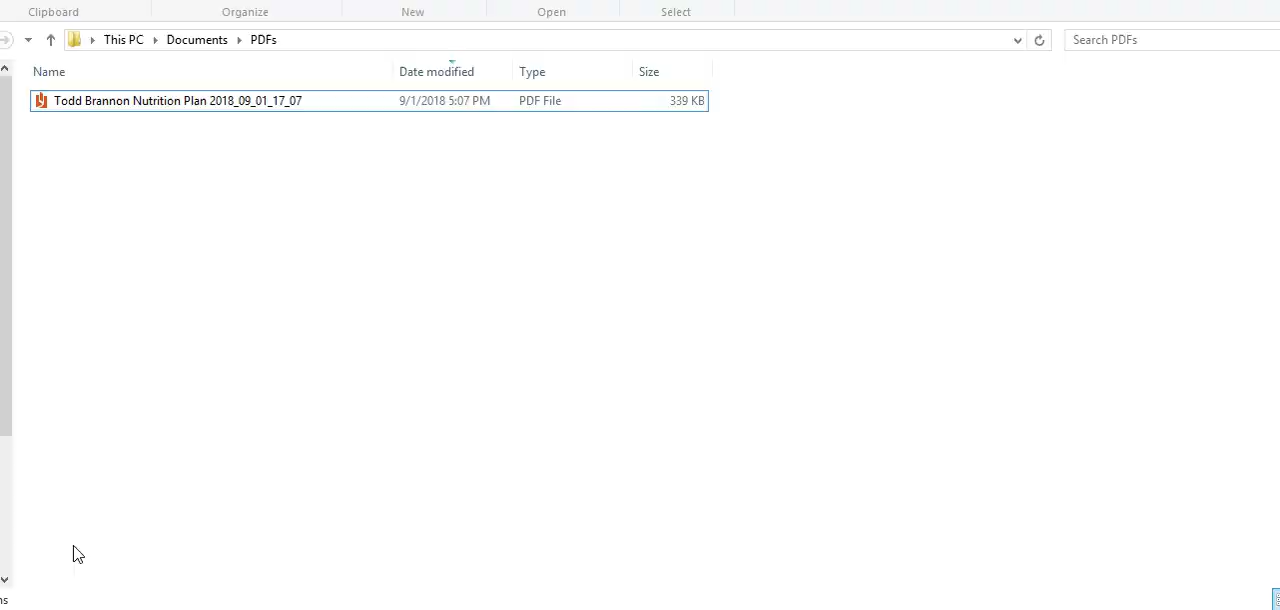 Clipboard Organize New Open Select
This PC Documents PDFs Search PDFs
Name Date modified Type Size
Todd Brannon Nutrition Plan 2018_09_01_17_07 9/1/2018 5:07 PM PDF File 339 KB